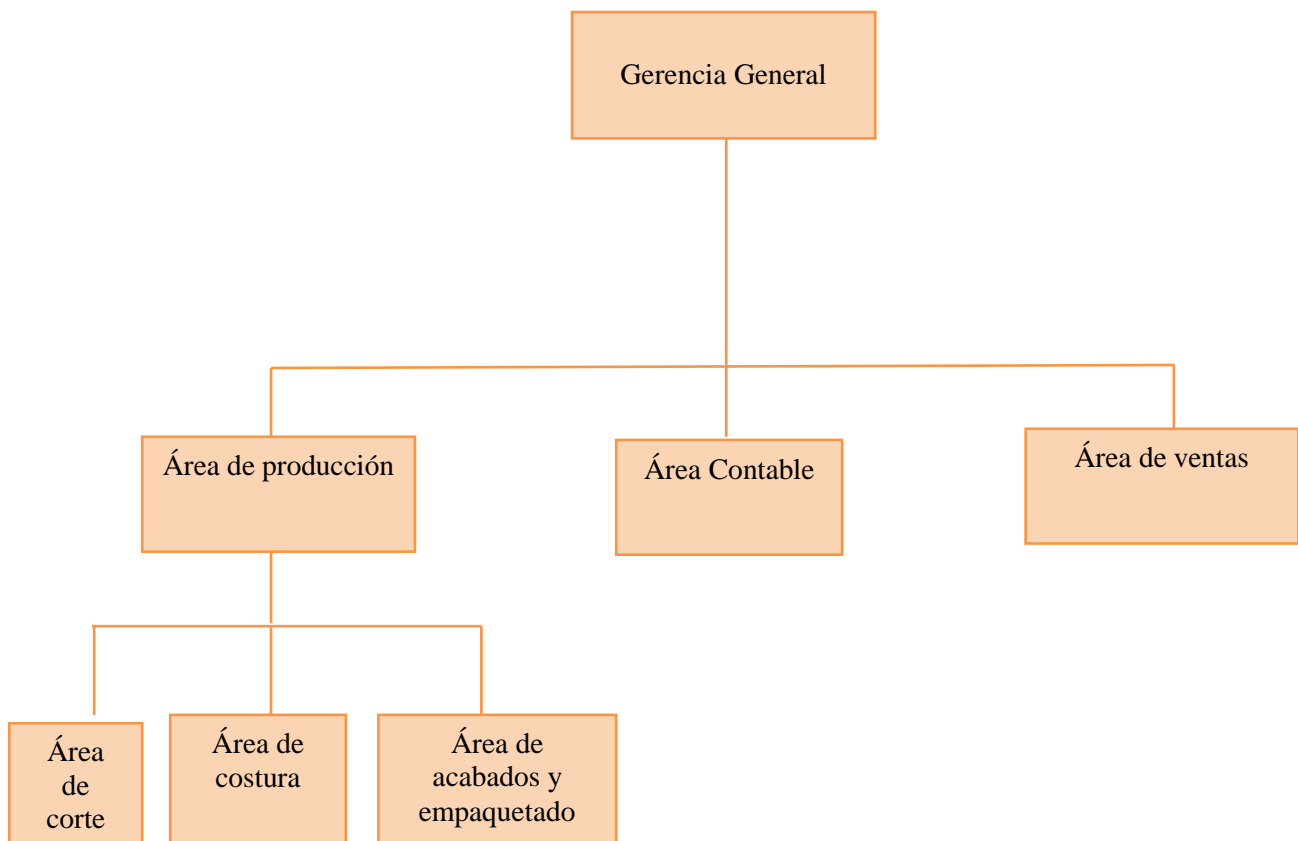 Gerencia General
Área de producción
Área Contable
Área de ventas
Área
de
corte
Área de
costura
Área de
acabados y
empaquetado